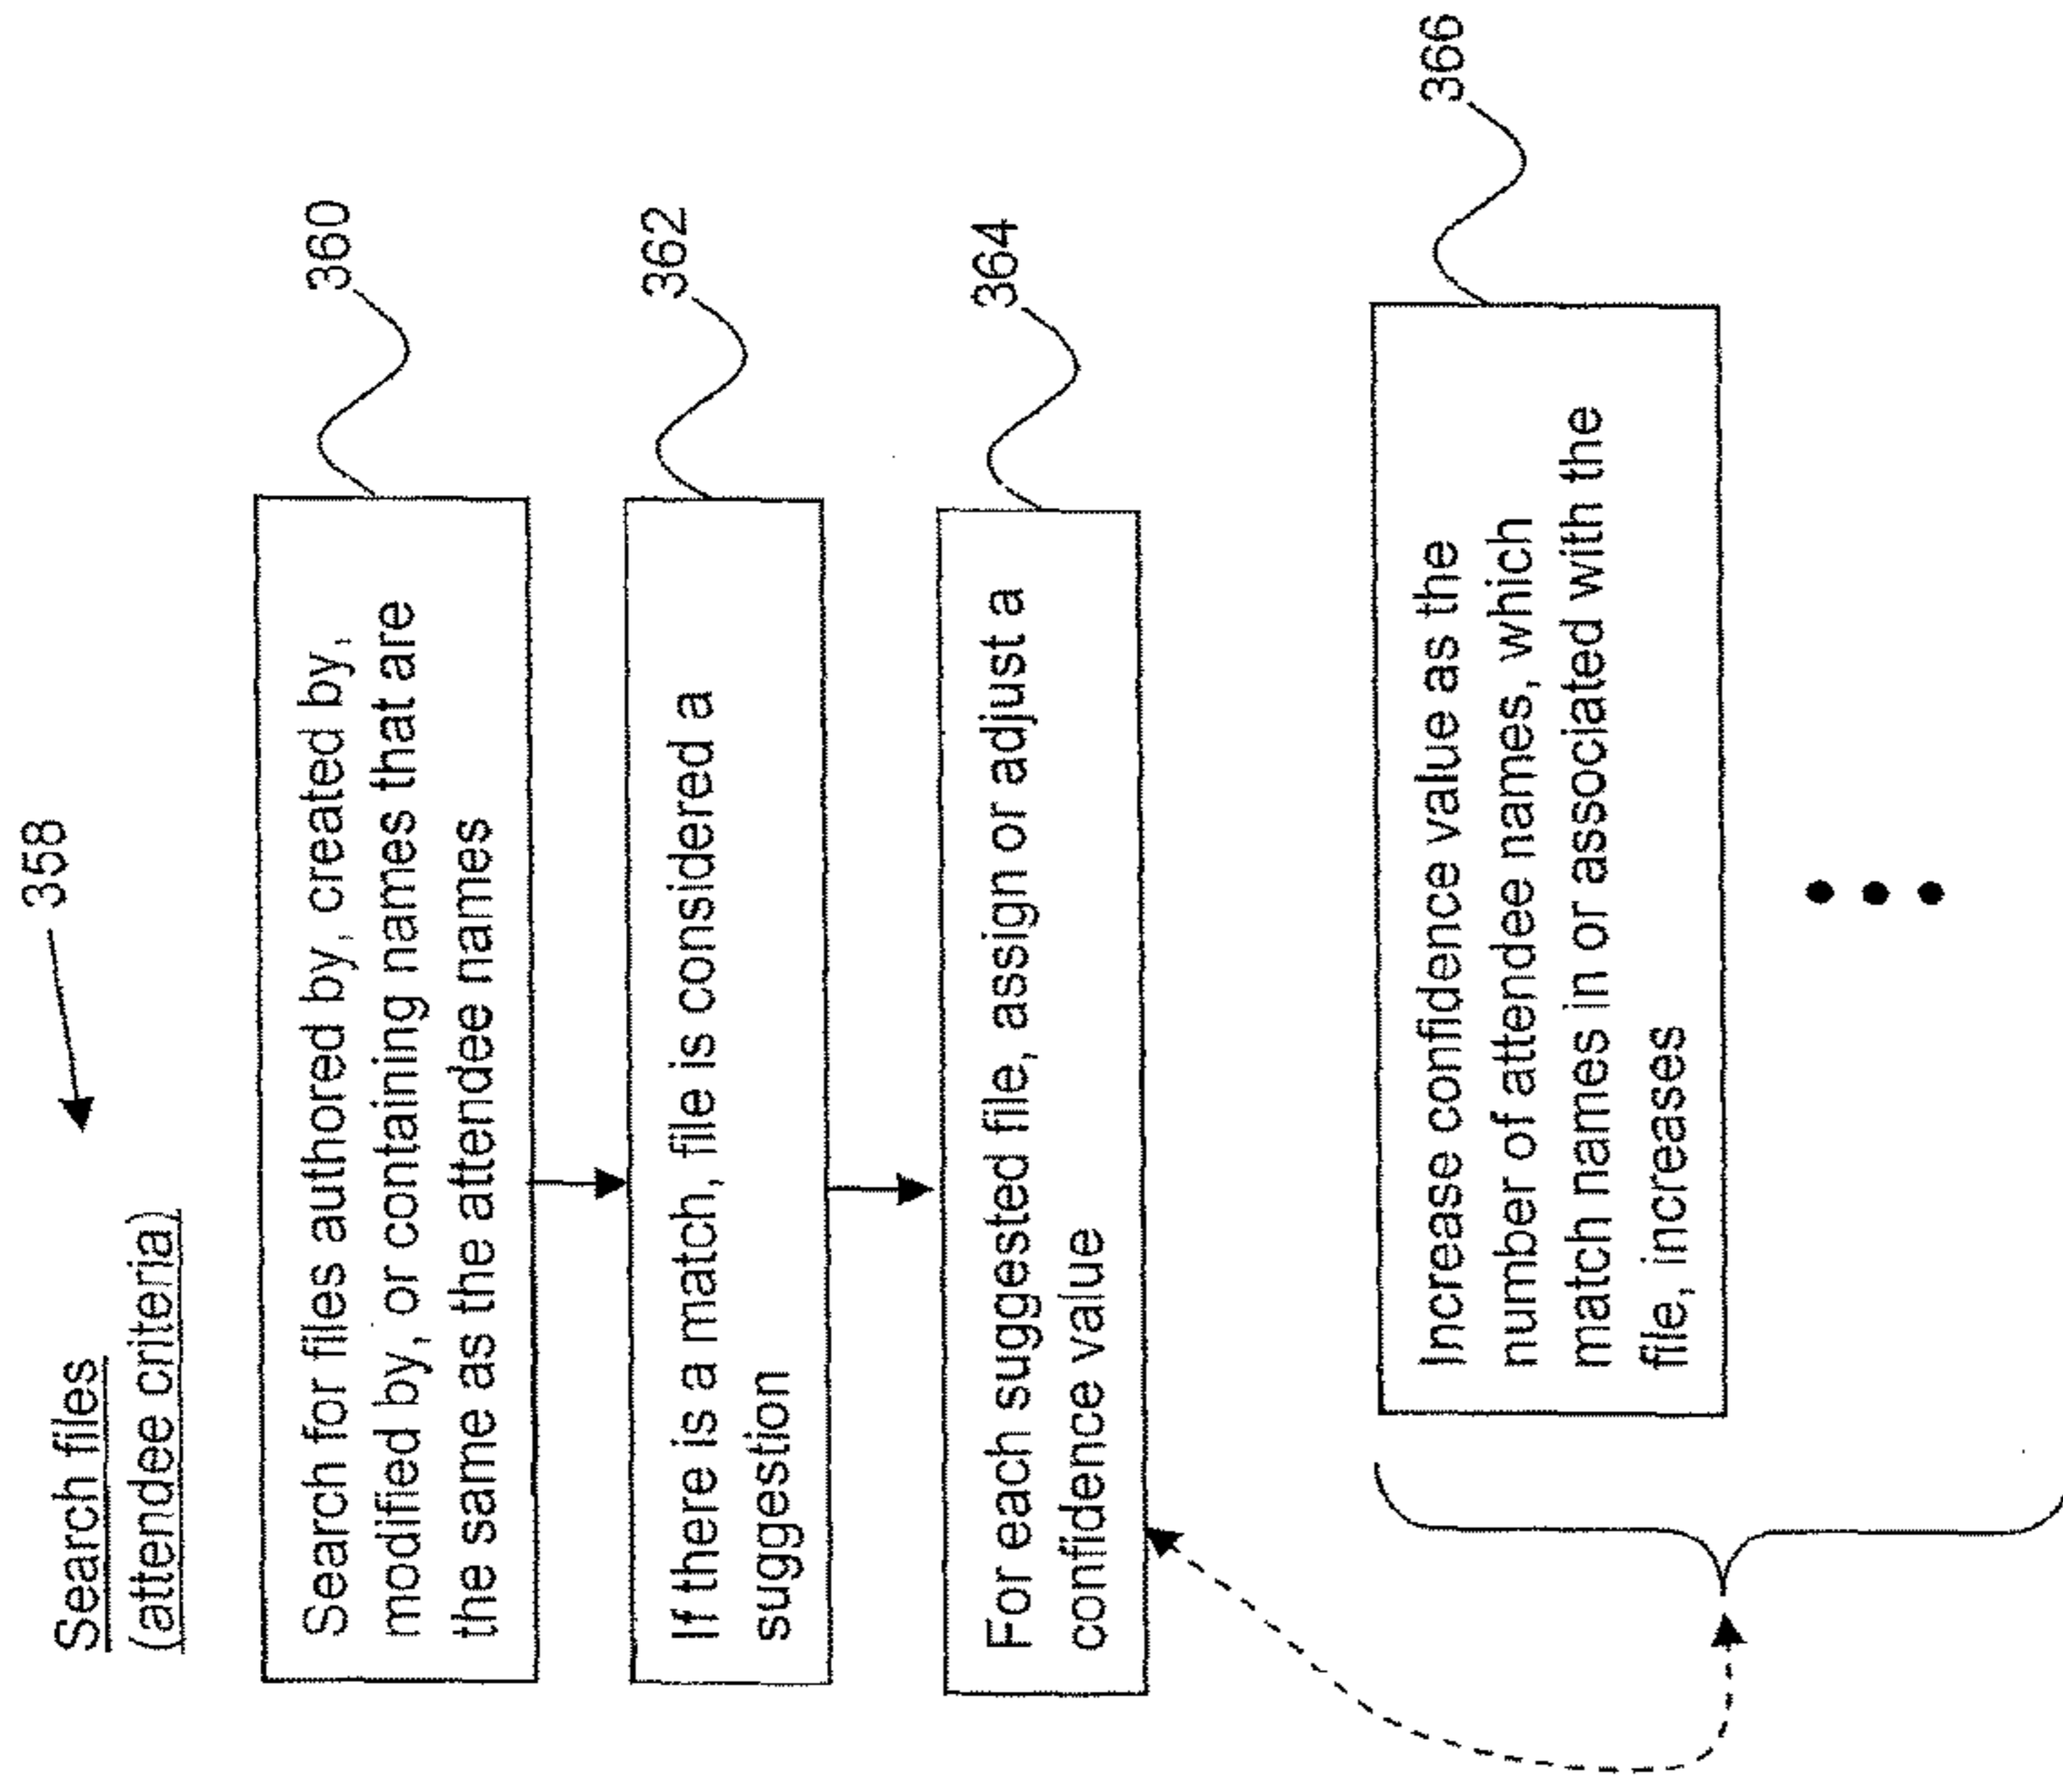 358
Search files
(attendee criteria)
Search for files authored by, created by,
modified by, or containing names that are
the same as the attendee names
360
If there is a match, file is considered a
suggestion
362
For each suggested file, assign or adjust a
confidence value
364
Increase confidence value as the
number of attendee names, which
match names in or associated with the
file, increases
366